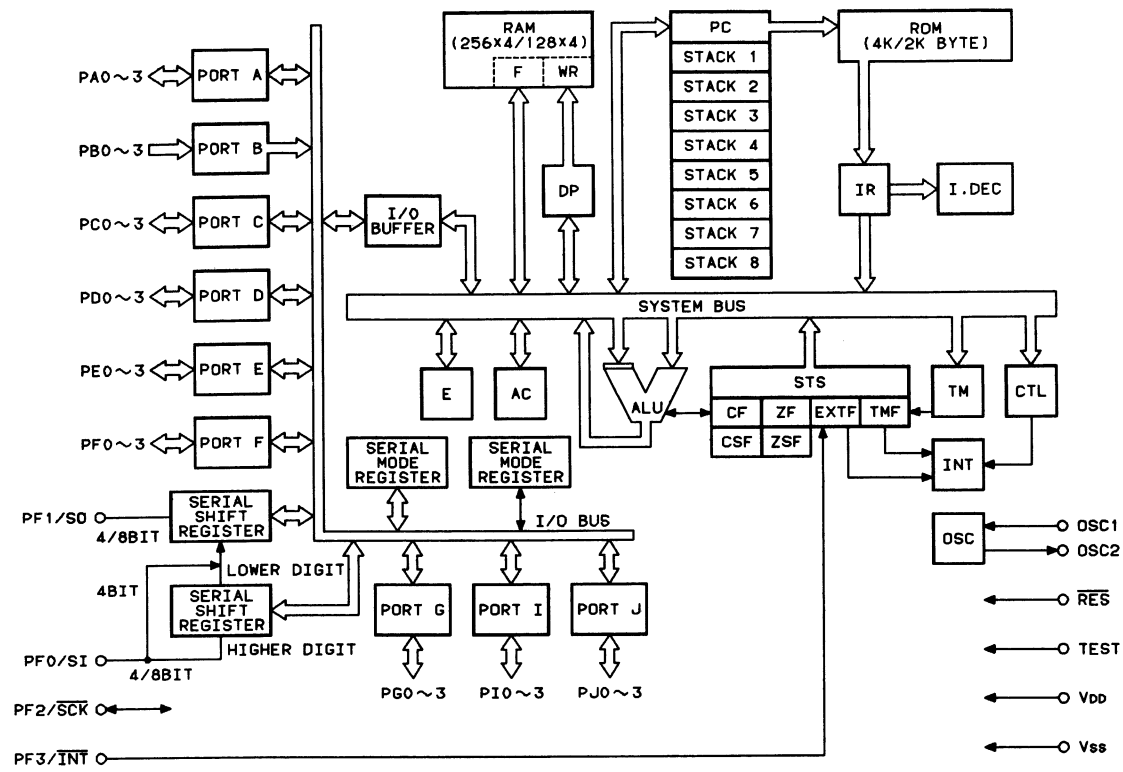 RAM
(256×4/128×4)
F
WR
PC
STACK 1
STACK 2
STACK 3
STACK 4
STACK 5
STACK 6
STACK 7
STACK 8
ROM
(4K/2K BYTE)
PA0~3
PORT A
PB0~3
PORT B
PC0~3
PORT C
PD0~3
PORT D
PE0~3
PORT E
PF0~3
PORT F
I/O
BUFFER
DP
IR
I.DEC
SYSTEM BUS
E
AC
ALU
STS
CF
ZF
EXTF
TMF
CSF
ZSF
TM
CTL
INT
SERIAL
MODE
REGISTER
SERIAL
MODE
REGISTER
I/O BUS
PF1/SO
4/8BIT
SERIAL
SHIFT
REGISTER
LOWER DIGIT
4BIT
SERIAL
SHIFT
REGISTER
HIGHER DIGIT
PF0/SI
4/8BIT
PORT G
PORT I
PORT J
PG0~3
PI0~3
PJ0~3
OSC
OSC1
OSC2
RES
TEST
VDD
VSS
PF2/SCK
PF3/INT